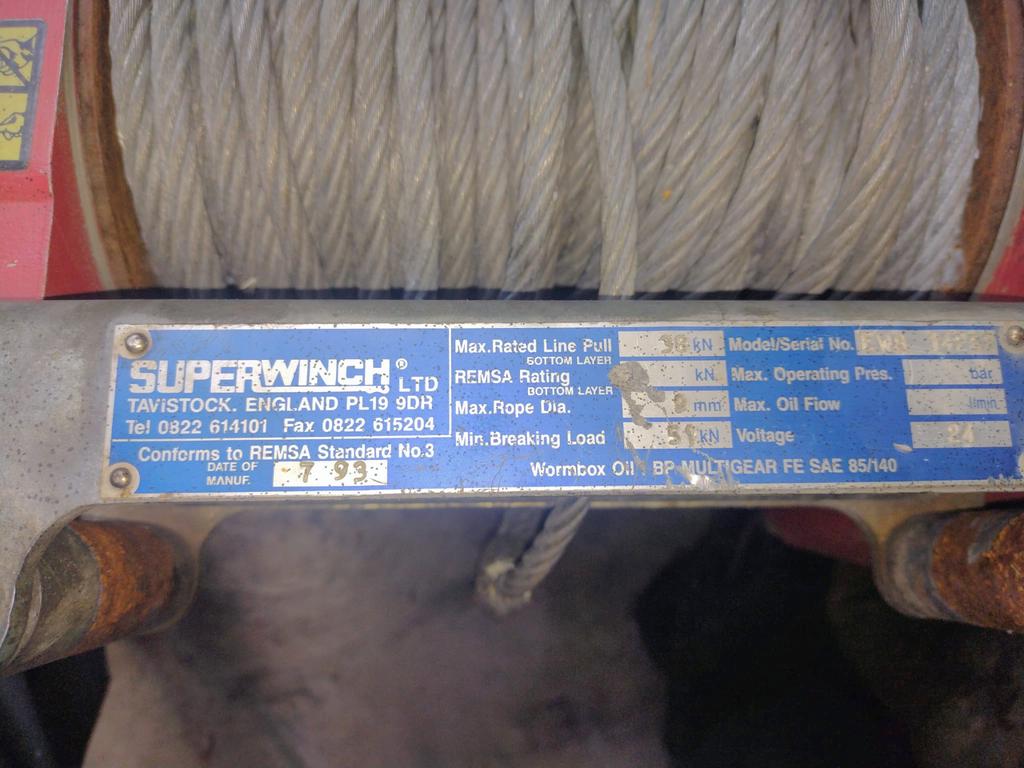 SUPERWINCH® LTD
TAVISTOCK. ENGLAND PL19 9DR
Tel 0822 614101 Fax 0822 615204
Conforms to REMSA Standard No.3
DATE OF MANUF. 7 93
Max.Rated Line Pull kN
BOTTOM LAYER
REMSA Rating kN
BOTTOM LAYER
Max.Rope Dia. mm
Min.Breaking Load kN
Model/Serial No.
Max. Operating Pres. bar
Max. Oil Flow l/min
Voltage 24
Wormbox Oil BP MULTIGEAR FE SAE 85/140